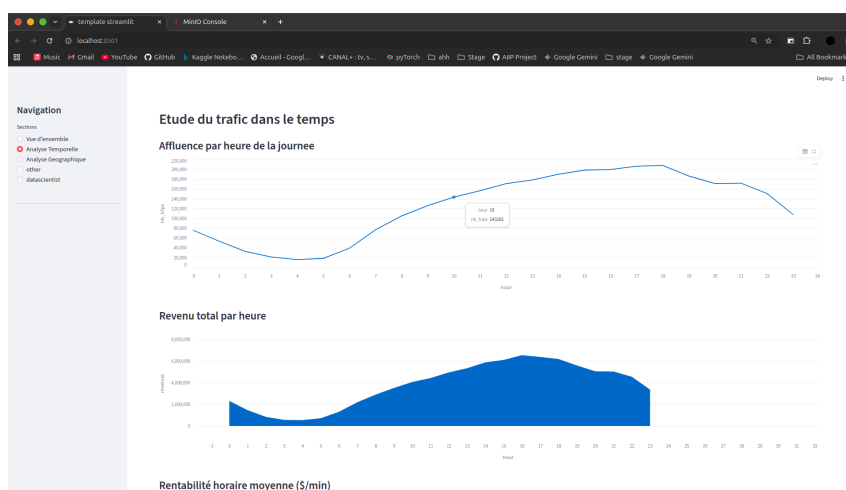 template streamlit
MinIO Console
localhost:8501
Music
Gmail
YouTube
GitHub
Kaggle Notebo...
Accueil - Googl...
CANAL+ : tv, s...
pyTorch
ahh
Stage
AIIP Project
Google Gemini
stage
Google Gemini
All Bookmark
Deploy
Navigation
Sections
Vue d'ensemble
Analyse Temporelle
Analyse Geographique
other
datascientist
Etude du trafic dans le temps
Affluence par heure de la journee
220,000
200,000
180,000
160,000
140,000
120,000
100,000
80,000
60,000
40,000
20,000
0
nb_trips
hour 10
nb_trips 143181
0 1 2 3 4 5 6 7 8 9 10 11 12 13 14 15 16 17 18 19 20 21 22 23 24
hour
Revenu total par heure
8,000,000
6,000,000
4,000,000
2,000,000
0
revenue
-1 0 1 2 3 4 5 6 7 8 9 10 11 12 13 14 15 16 17 18 19 20 21 22 23 24 25 26 27 28 29 30 31 32
hour
Rentabilité horaire moyenne ($/min)